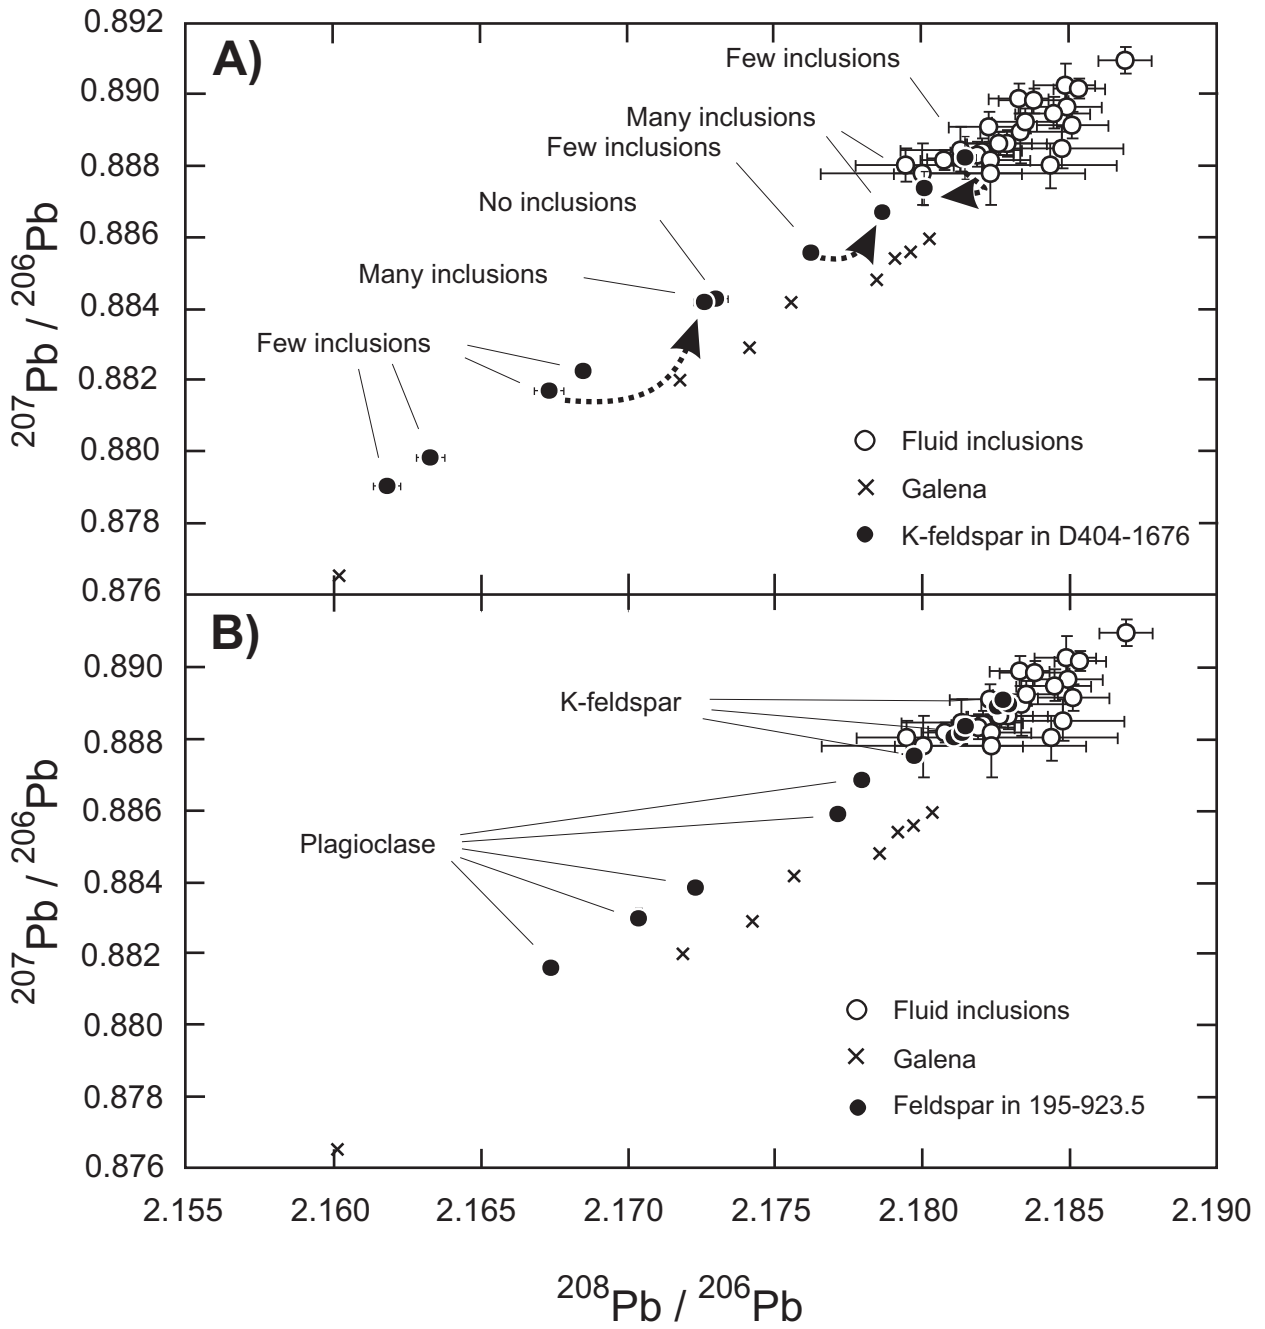 0.892
0.890
0.888
0.886
0.884
0.882
0.880
0.878
0.876
207Pb / 206Pb
A)
Few inclusions
Many inclusions
Few inclusions
No inclusions
Many inclusions
Few inclusions
Fluid inclusions
Galena
K-feldspar in D404-1676
B)
0.890
0.888
0.886
0.884
0.882
0.880
0.878
0.876
207Pb / 206Pb
K-feldspar
Plagioclase
Fluid inclusions
Galena
Feldspar in 195-923.5
2.155 2.160 2.165 2.170 2.175 2.180 2.185 2.190
208Pb / 206Pb